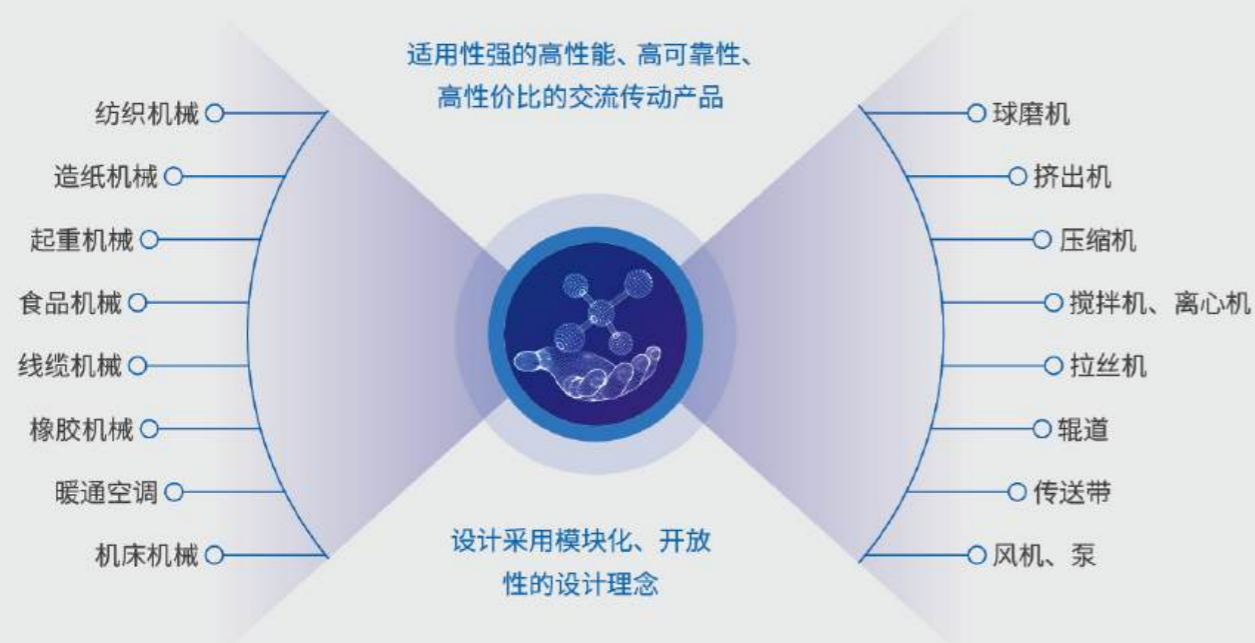 适用性强的高性能、高可靠性、
高性价比的交流传动产品
纺织机械
造纸机械
起重机械
食品机械
线缆机械
橡胶机械
暖通空调
机床机械
球磨机
挤出机
压缩机
搅拌机、离心机
拉丝机
辊道
传送带
风机、泵
设计采用模块化、开放
性的设计理念